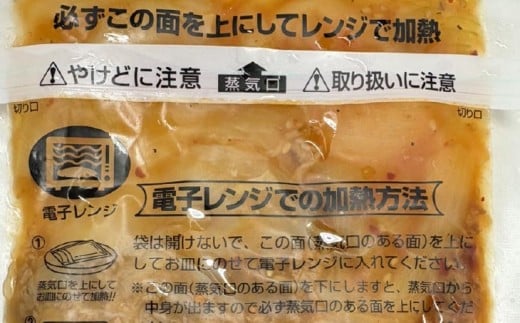 必ずこの面を上にしてレンジで加熱
⚠やけどに注意 蒸気口 ⚠取り扱いに注意
切り口 切り口
電子レンジ
電子レンジでの加熱方法
① 袋は開けないで、この面(蒸気口のある面)を上に
してお皿にのせて電子レンジに入れてください。
蒸気口を上にして
お皿にのせて加熱!!
※この面(蒸気口のある面)を下にしますと、蒸気口から
中身が出ますので必ず蒸気口のある面を上にしてくだ